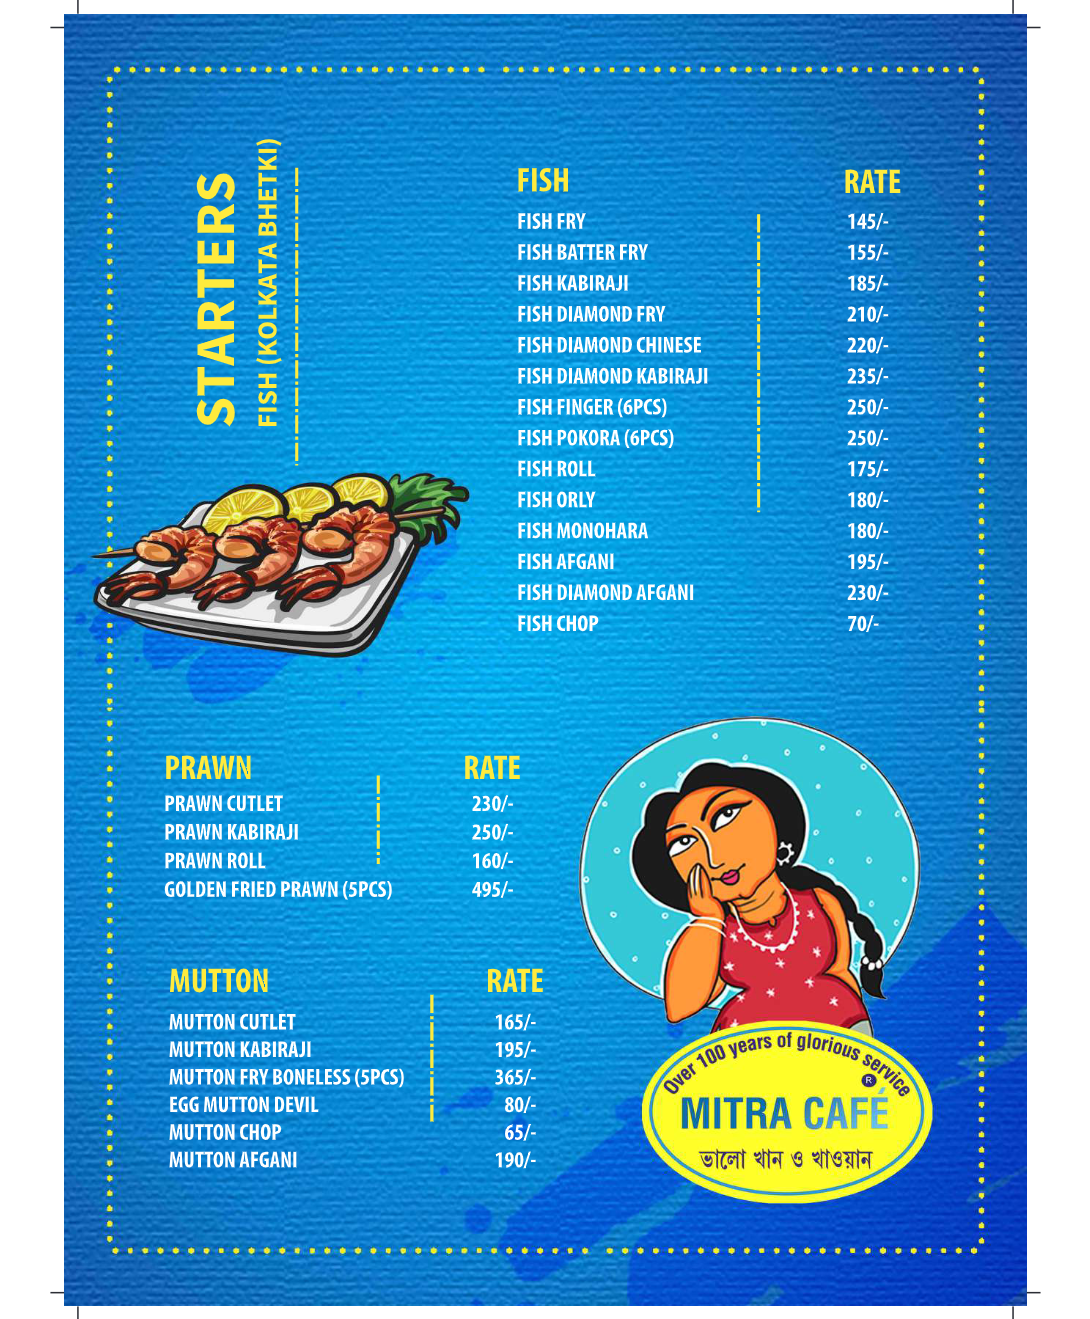 STARTERS
FISH (KOLKATA BHETKI)
FISH RATE
FISH FRY 145/-
FISH BATTER FRY 155/-
FISH KABIRAJI 185/-
FISH DIAMOND FRY 210/-
FISH DIAMOND CHINESE 220/-
FISH DIAMOND KABIRAJI 235/-
FISH FINGER (6PCS) 250/-
FISH POKORA (6PCS) 250/-
FISH ROLL 175/-
FISH ORLY 180/-
FISH MONOHARA 180/-
FISH AFGANI 195/-
FISH DIAMOND AFGANI 230/-
FISH CHOP 70/-
PRAWN RATE
PRAWN CUTLET 230/-
PRAWN KABIRAJI 250/-
PRAWN ROLL 160/-
GOLDEN FRIED PRAWN (5PCS) 495/-
MUTTON RATE
MUTTON CUTLET 165/-
MUTTON KABIRAJI 195/-
MUTTON FRY BONELESS (5PCS) 365/-
EGG MUTTON DEVIL 80/-
MUTTON CHOP 65/-
MUTTON AFGANI 190/-
Over 100 years of glorious service
®
MITRA CAFÉ
ভালো খান ও খাওয়ান